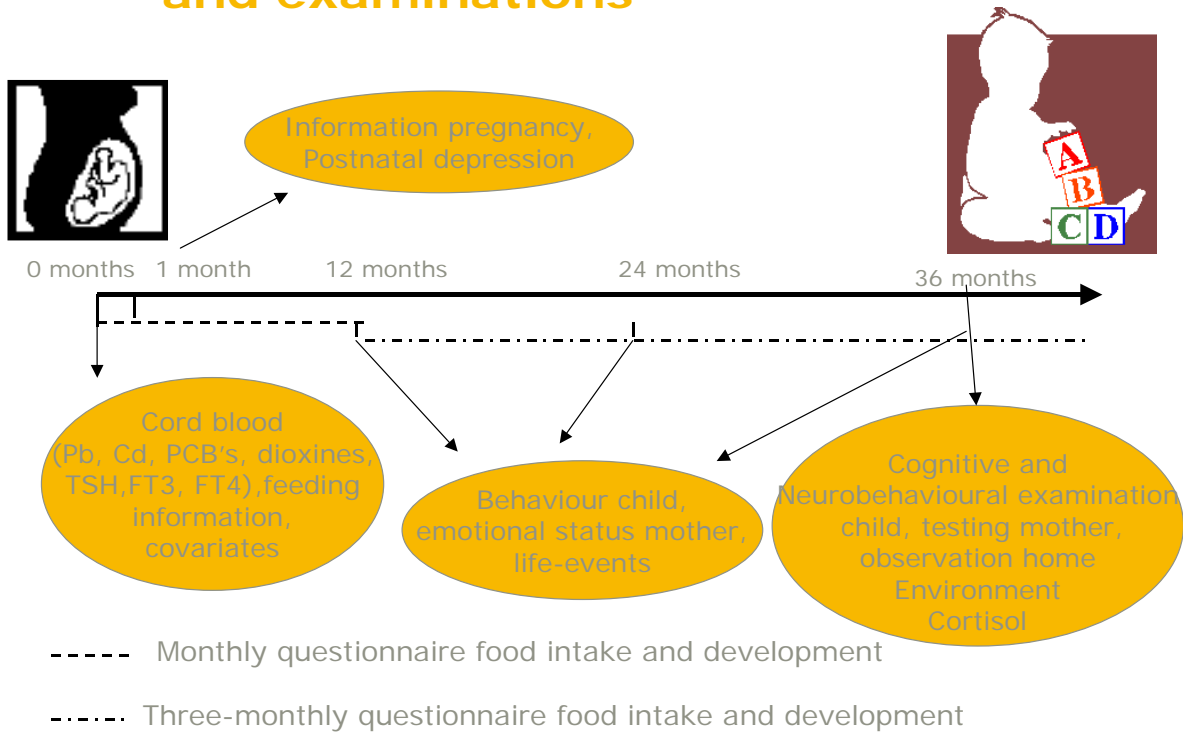 and examinations
Information pregnancy,
Postnatal depression
A
B
C D
0 months 1 month 12 months 24 months 36 months
Cord blood
(Pb, Cd, PCB's, dioxines,
TSH,FT3, FT4),feeding
information,
covariates
Behaviour child,
emotional status mother,
life-events
Cognitive and
Neurobehavioural examination
child, testing mother,
observation home
Environment
Cortisol
Monthly questionnaire food intake and development
Three-monthly questionnaire food intake and development